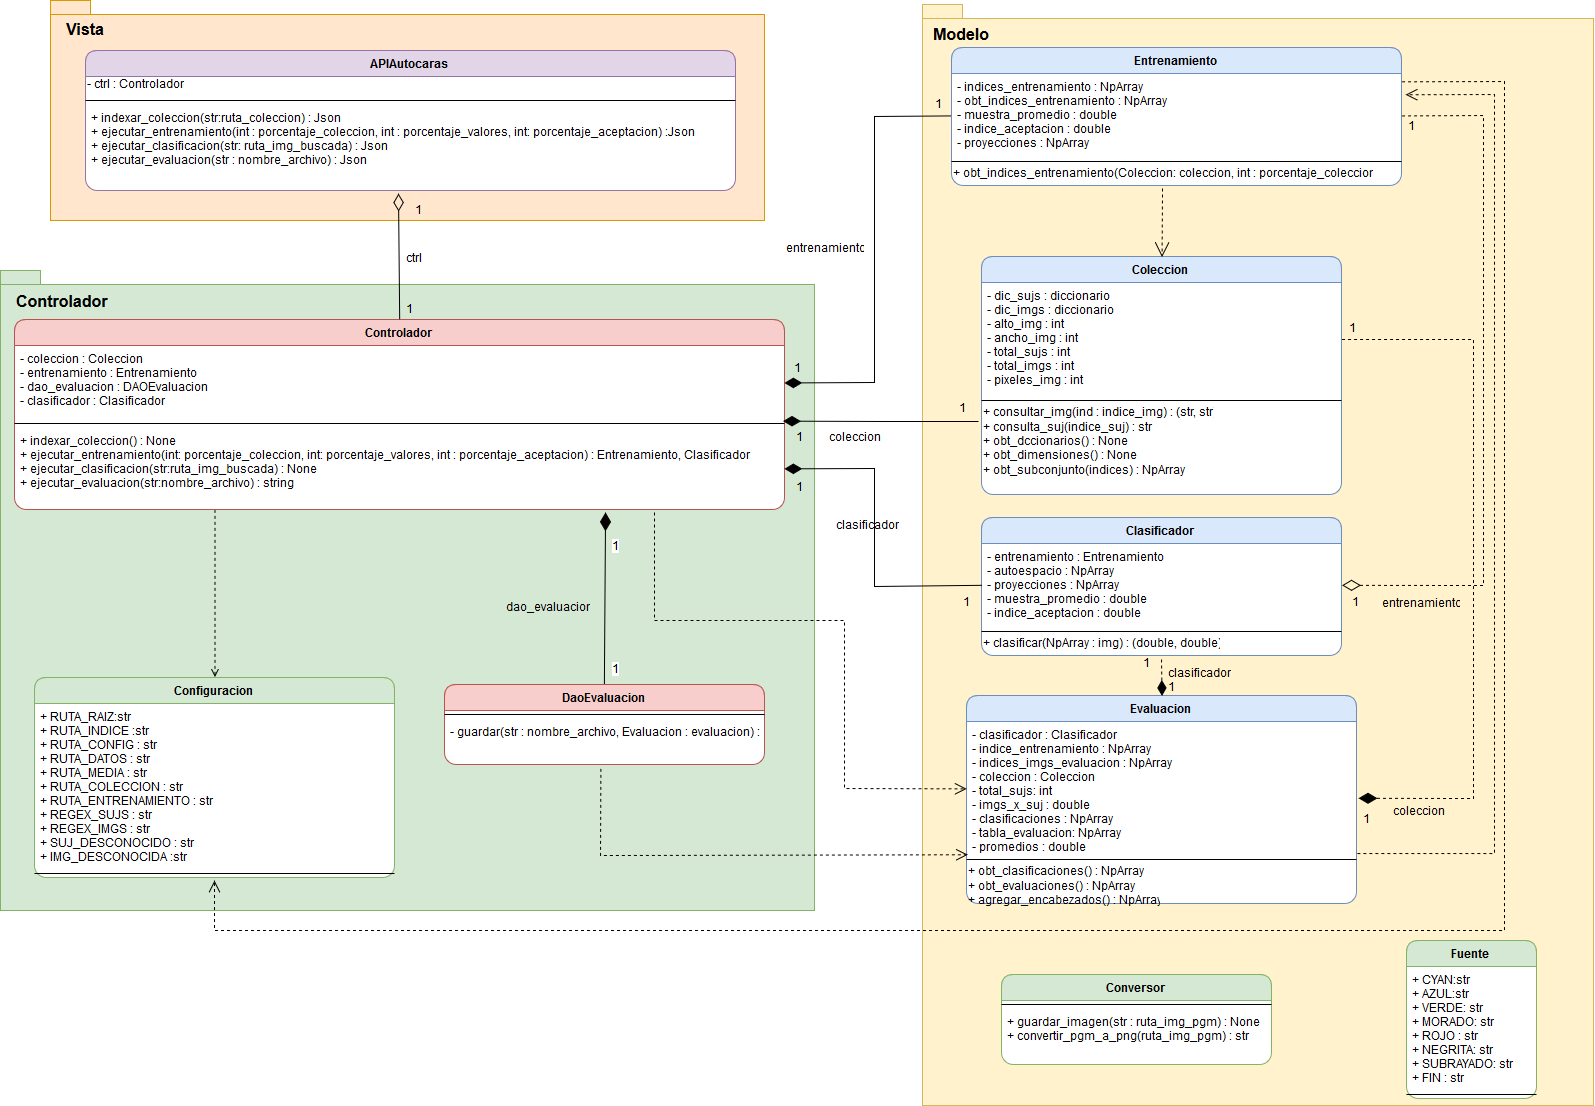 Vista
APIAutocaras
- ctrl : Controlador
+ indexar_coleccion(str:ruta_coleccion) : Json
+ ejecutar_entrenamiento(int : porcentaje_coleccion, int : porcentaje_valores, int: porcentaje_aceptacion) :Json
+ ejecutar_clasificacion(str: ruta_img_buscada) : Json
+ ejecutar_evaluacion(str : nombre_archivo) : Json
1
ctrl
1
Controlador
Controlador
- coleccion : Coleccion
- entrenamiento : Entrenamiento
- dao_evaluacion : DAOEvaluacion
- clasificador : Clasificador
+ indexar_coleccion() : None
+ ejecutar_entrenamiento(int: porcentaje_coleccion, int: porcentaje_valores, int : porcentaje_aceptacion) : Entrenamiento, Clasificador
+ ejecutar_clasificacion(str:ruta_img_buscada) : None
+ ejecutar_evaluacion(str:nombre_archivo) : string
1
entrenamiento
1
1
coleccion
1
1
clasificador
1
1
dao_evaluacior
1
Configuracion
+ RUTA_RAIZ:str
+ RUTA_INDICE :str
+ RUTA_CONFIG : str
+ RUTA_DATOS : str
+ RUTA_MEDIA : str
+ RUTA_COLECCION : str
+ RUTA_ENTRENAMIENTO : str
+ REGEX_SUJS : str
+ REGEX_IMGS : str
+ SUJ_DESCONOCIDO : str
+ IMG_DESCONOCIDA :str
DaoEvaluacion
- guardar(str : nombre_archivo, Evaluacion : evaluacion) :
Modelo
Entrenamiento
- indices_entrenamiento : NpArray
- obt_indices_entrenamiento : NpArray
- muestra_promedio : double
- indice_aceptacion : double
- proyecciones : NpArray
+ obt_indices_entrenamiento(Coleccion: coleccion, int : porcentaje_coleccior
1
Coleccion
- dic_sujs : diccionario
- dic_imgs : diccionario
- alto_img : int
- ancho_img : int
- total_sujs : int
- total_imgs : int
- pixeles_img : int
+ consultar_img(ind : indice_img) : (str, str
+ consulta_suj(indice_suj) : str
+ obt_dccionarios() : None
+ obt_dimensiones() : None
+ obt_subconjunto(indices) : NpArray
1
Clasificador
- entrenamiento : Entrenamiento
- autoespacio : NpArray
- proyecciones : NpArray
- muestra_promedio : double
- indice_aceptacion : double
+ clasificar(NpArray : img) : (double, double)
1
entrenamiento
1
clasificador
1
Evaluacion
- clasificador : Clasificador
- indice_entrenamiento : NpArray
- indices_imgs_evaluacion : NpArray
- coleccion : Coleccion
- total_sujs: int
- imgs_x_suj : double
- clasificaciones : NpArray
- tabla_evaluacion: NpArray
- promedios : double
+ obt_clasificaciones() : NpArray
+ obt_evaluaciones() : NpArray
+ agregar_encabezados() : NpArray
1
coleccion
Conversor
+ guardar_imagen(str : ruta_img_pgm) : None
+ convertir_pgm_a_png(ruta_img_pgm) : str
Fuente
+ CYAN:str
+ AZUL:str
+ VERDE: str
+ MORADO: str
+ ROJO : str
+ NEGRITA: str
+ SUBRAYADO: str
+ FIN : str